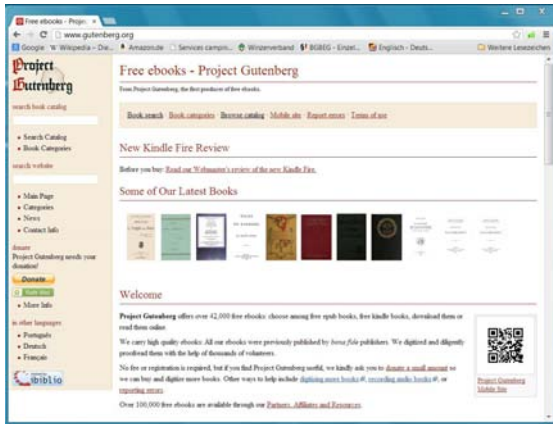 Free ebooks - Proje
www.gutenberg.org
Google
Wikipedia – Die...
Amazon.de
Services campus...
Winzerverband
BGBEG - Einzel...
Englisch - Deuts...
Weitere Lesezeichen
Project
Gutenberg
search book catalog
Search Catalog
Book Categories
search website
Main Page
Categories
News
Contact Info
donate
Project Gutenberg needs your
donation!
Donate
More Info
in other languages
Português
Deutsch
Français
ibiblio
Free ebooks - Project Gutenberg
From Project Gutenberg, the first producer of free ebooks.
Book search · Book categories · Browse catalog · Mobile site · Report errors · Terms of use
New Kindle Fire Review
Before you buy: Read our Webmaster's review of the new Kindle Fire.
Some of Our Latest Books
Welcome
Project Gutenberg offers over 42,000 free ebooks: choose among free epub books, free kindle books, download them or
read them online.
We carry high quality ebooks: All our ebooks were previously published by bona fide publishers. We digitized and diligently
proofread them with the help of thousands of volunteers.
No fee or registration is required, but if you find Project Gutenberg useful, we kindly ask you to donate a small amount so
we can buy and digitize more books. Other ways to help include digitizing more books, recording audio books, or
reporting errors.
Over 100,000 free ebooks are available through our Partners, Affiliates and Resources.
Project Gutenberg
Mobile Site